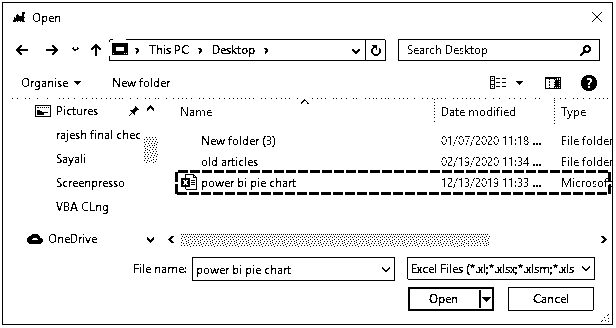 Open
This PC > Desktop >
Search Desktop
Organise
New folder
Name
Date modified
Type
Pictures
rajesh final chec
Sayali
Screenpresso
VBA CLng
OneDrive
New folder (3) 01/07/2020 11:18 ... File folder
old articles 02/19/2020 11:34 ... File folder
power bi pie chart 12/13/2019 11:33 ... Microsof
File name: power bi pie chart
Excel Files (*.xl;*.xlsx;*.xlsm;*.xls
Open
Cancel